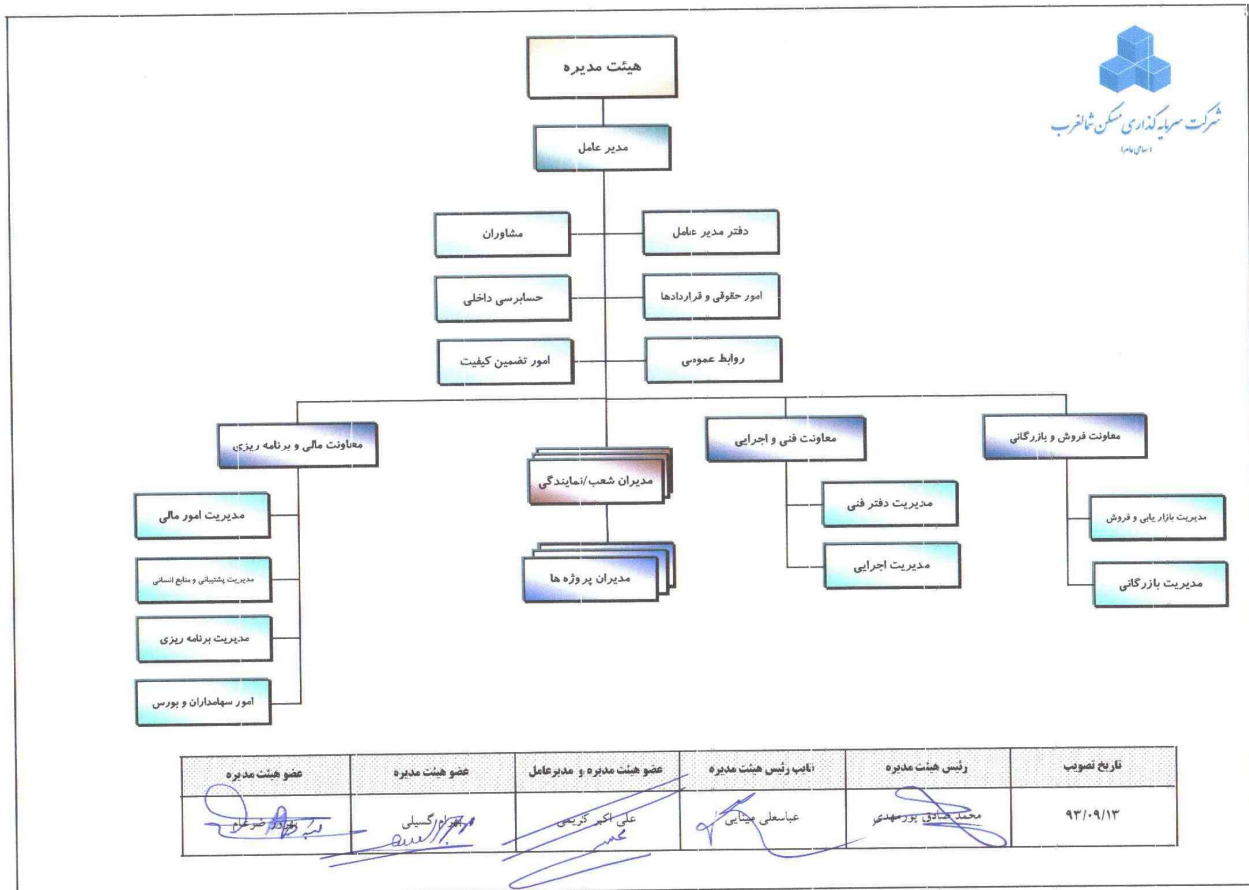 شرکت سرمایه گذاری مسکن شمالغرب
(سهامی عام)
هیئت مدیره
مدیر عامل
دفتر مدیر عامل
مشاوران
امور حقوقی و قراردادها
حسابرسی داخلی
روابط عمومی
امور تضمین کیفیت
معاونت فروش و بازرگانی
معاونت فنی و اجرایی
مدیران شعب/نمایندگی
معاونت مالی و برنامه ریزی
مدیریت بازار یابی و فروش
مدیریت بازرگانی
مدیریت دفتر فنی
مدیریت اجرایی
مدیران پروژه ها
مدیریت امور مالی
مدیریت پشتیبانی و منابع انسانی
مدیریت برنامه ریزی
امور سهامداران و بورس
تاریخ تصویب
رئیس هیئت مدیره
نایب رئیس هیئت مدیره
عضو هیئت مدیره و مدیرعامل
عضو هیئت مدیره
عضو هیئت مدیره
۹۳/۰۹/۱۳
محمد صادق پورمهدی
عباسعلی مینایی
علی اکبر کریمی
بهرام گسیلی
ضرغام